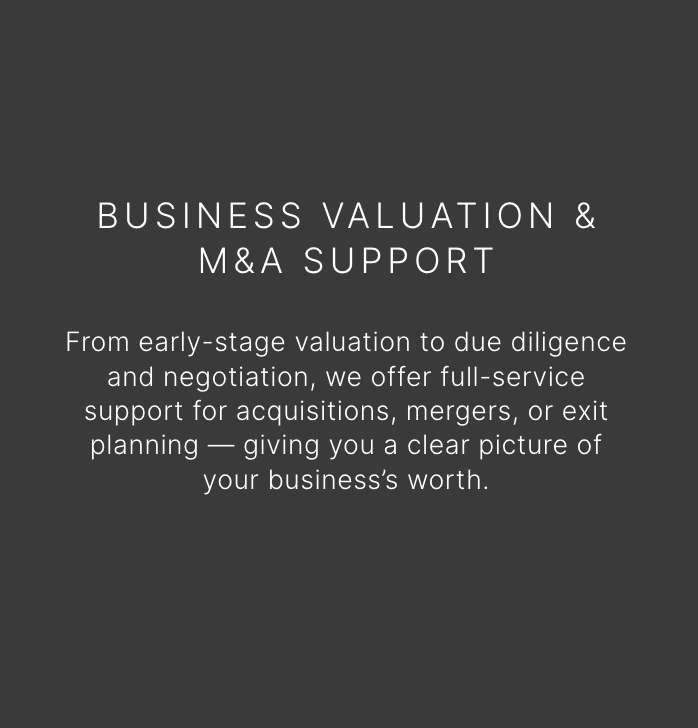 BUSINESS VALUATION &
M&A SUPPORT
From early-stage valuation to due diligence
and negotiation, we offer full-service
support for acquisitions, mergers, or exit
planning — giving you a clear picture of
your business’s worth.